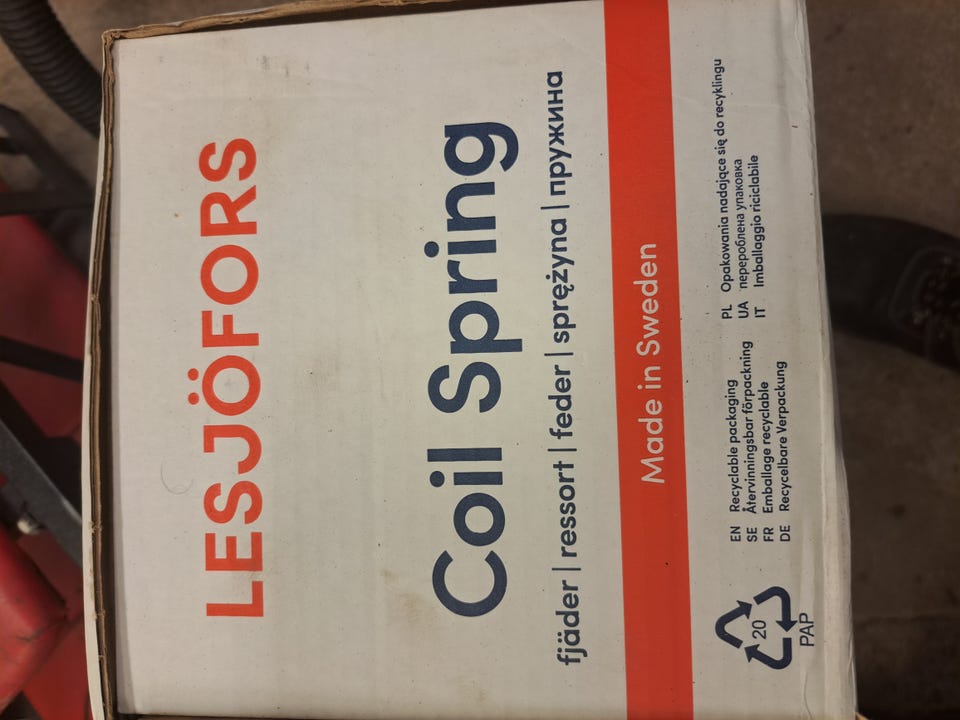 LESJÖFORS
Coil Spring
fjäder | ressort | feder | sprężyna | пружина
Made in Sweden
20
PAP
EN Recyclable packaging
SE Återvinningsbar förpackning
FR Emballage recyclable
DE Recycelbare Verpackung
PL Opakowania nadające się do recyklingu
UA перероблена упаковка
IT Imballaggio riciclabile